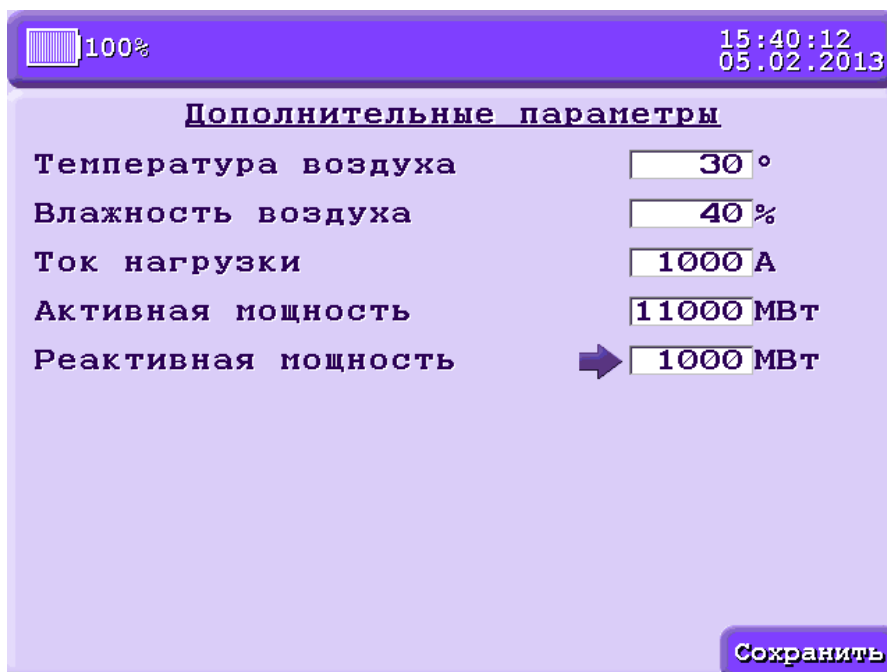 100%
15:40:12
05.02.2013
Дополнительные параметры
Температура воздуха 30 °
Влажность воздуха 40 %
Ток нагрузки 1000 А
Активная мощность 11000 МВт
Реактивная мощность 1000 МВт
Сохранить